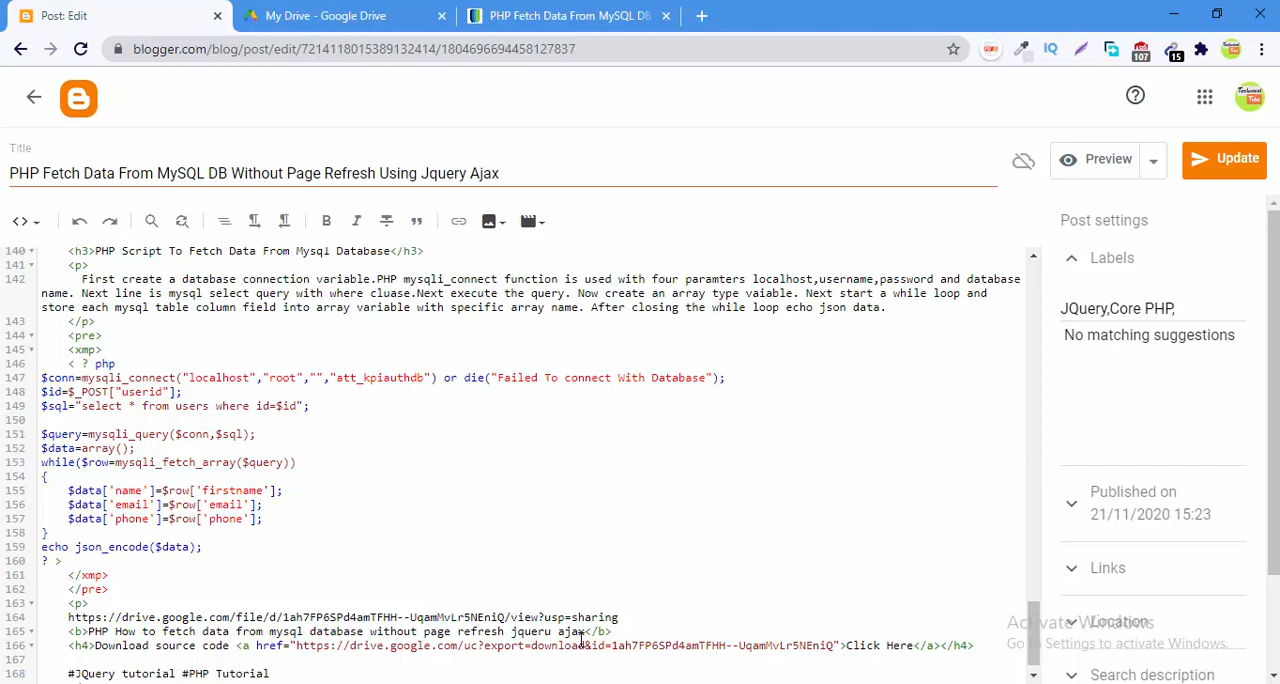 Post: Edit
My Drive - Google Drive
PHP Fetch Data From MySQL DB
blogger.com/blog/post/edit/7214118015389132414/1804696694458127837
Title
PHP Fetch Data From MySQL DB Without Page Refresh Using Jquery Ajax
Preview
Update
Post settings
Labels
JQuery,Core PHP,
No matching suggestions
Published on
21/11/2020 15:23
Links
Location
Search description
Activate Windows
Go to Settings to activate Windows.
140 <h3>PHP Script To Fetch Data From Mysql Database</h3>
141 <p>
142 First create a database connection variable.PHP mysqli_connect function is used with four paramters localhost,username,password and database
name. Next line is mysql select query with where cluase.Next execute the query. Now create an array type vaiable. Next start a while loop and
store each mysql table column field into array variable with specific array name. After closing the while loop echo json data.
143 </p>
144 <pre>
145 <xmp>
146 < ? php
147 $conn=mysqli_connect("localhost","root","","att_kpiauthdb") or die("Failed To connect With Database");
148 $id=$_POST["userid"];
149 $sql="select * from users where id=$id";
150
151 $query=mysqli_query($conn,$sql);
152 $data=array();
153 while($row=mysqli_fetch_array($query))
154 {
155 $data['name']=$row['firstname'];
156 $data['email']=$row['email'];
157 $data['phone']=$row['phone'];
158 }
159 echo json_encode($data);
160 ? >
161 </xmp>
162 </pre>
163 <p>
164 https://drive.google.com/file/d/1ah7FP6SPd4amTFHH--UqamMvLr5NEniQ/view?usp=sharing
165 <b>PHP How to fetch data from mysql database without page refresh jqueru ajax</b>
166 <h4>Download source code <a href="https://drive.google.com/uc?export=download&id=1ah7FP6SPd4amTFHH--UqamMvLr5NEniQ">Click Here</a></h4>
167
168 #JQuery tutorial #PHP Tutorial